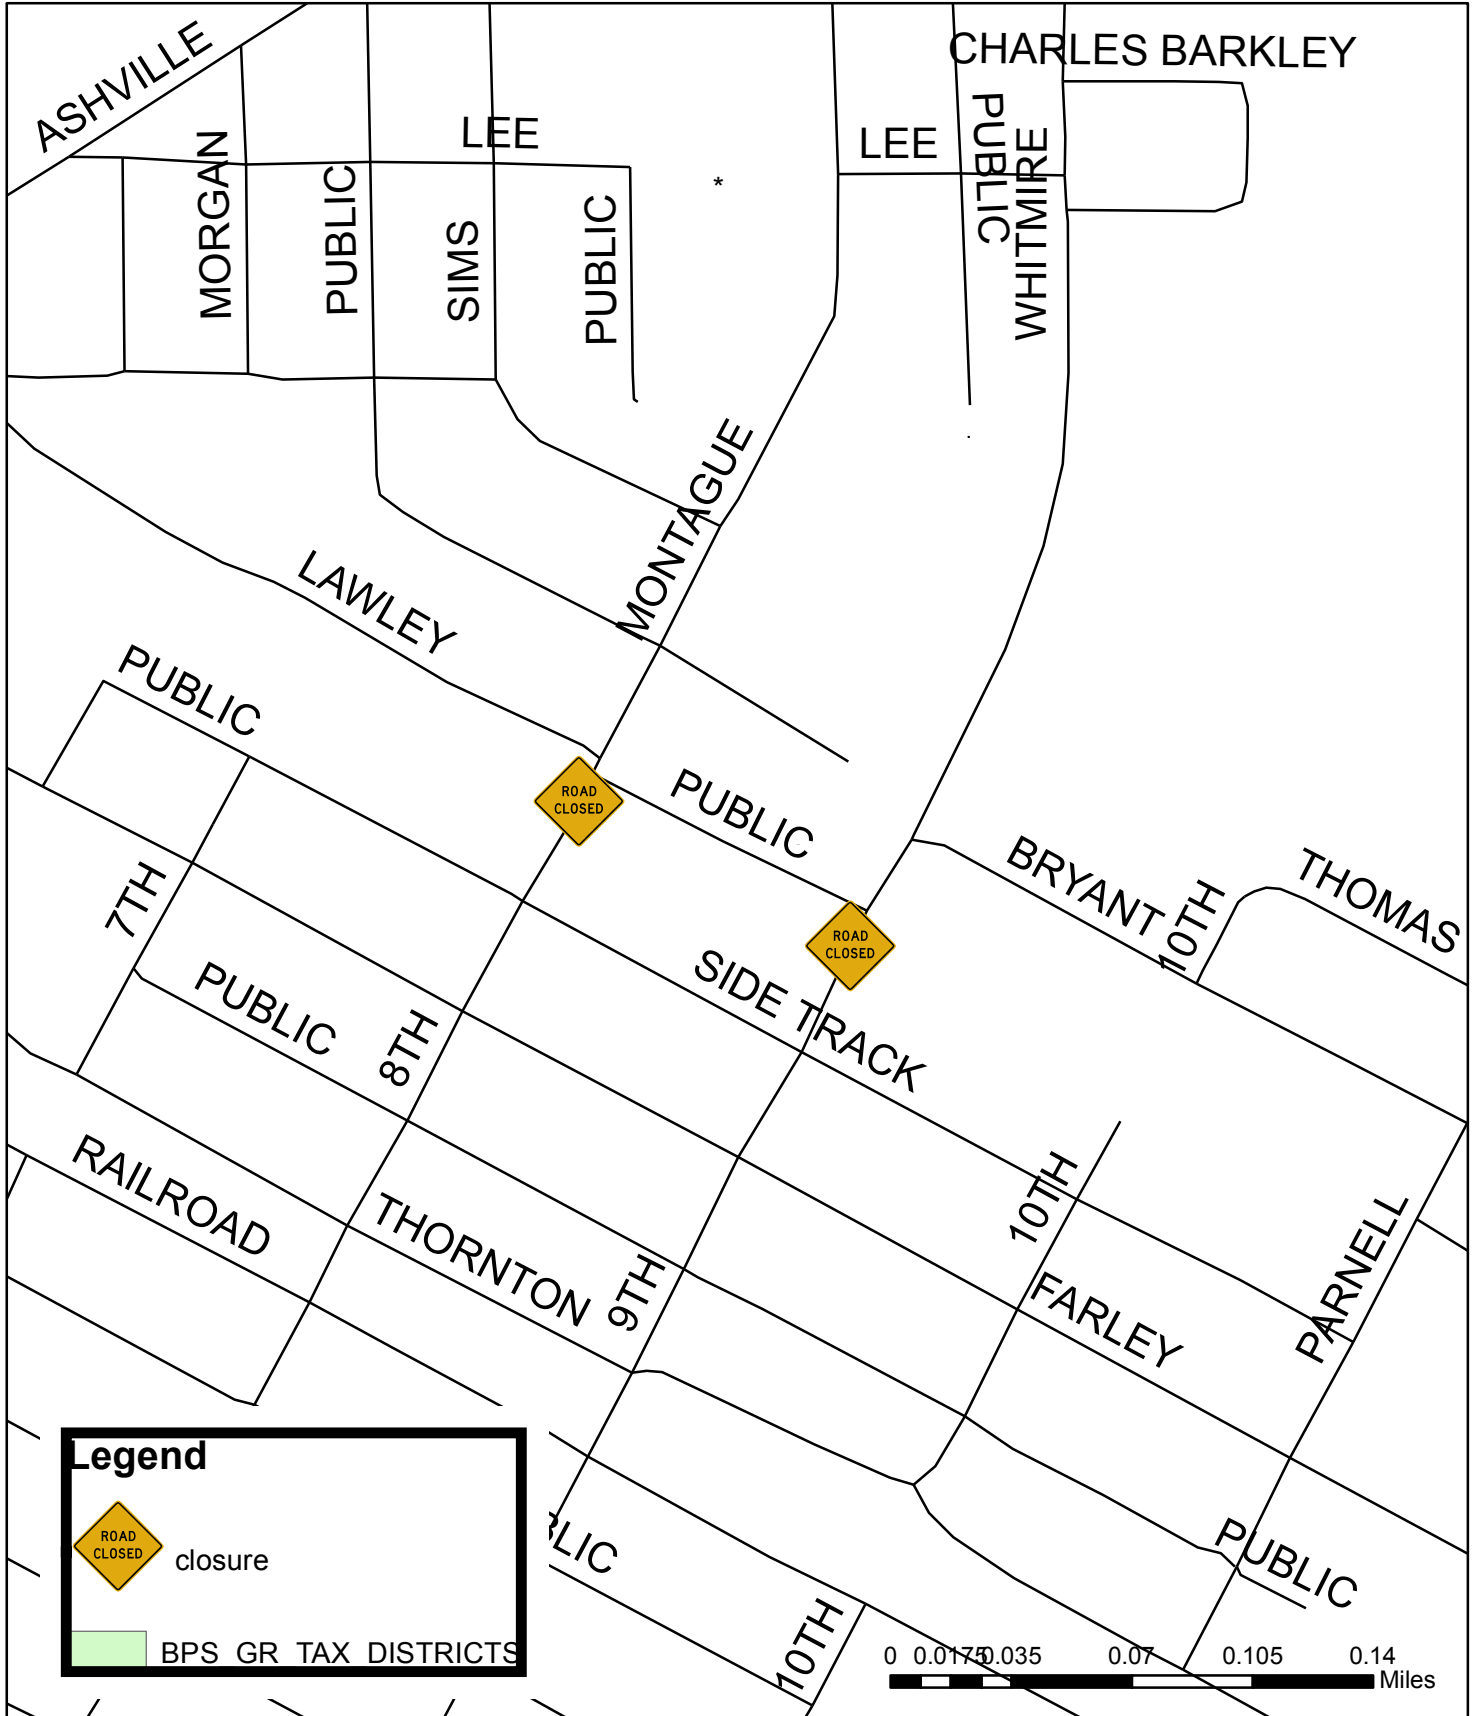 CHARLES BARKLEY
ASHVILLE
LEE
LEE
MORGAN
PUBLIC
SIMS
PUBLIC
PUBLIC
WHITMIRE
*
MONTAGUE
LAWLEY
PUBLIC
ROAD
CLOSED
PUBLIC
BRYANT
10TH
THOMAS
7TH
ROAD
CLOSED
SIDE TRACK
PUBLIC
8TH
RAILROAD
THORNTON
9TH
10TH
FARLEY
PARNELL
Legend
ROAD
CLOSED
closure
BPS_GR_TAX_DISTRICTS
LIC
PUBLIC
10TH
0 0.0175 0.035 0.07 0.105 0.14
Miles